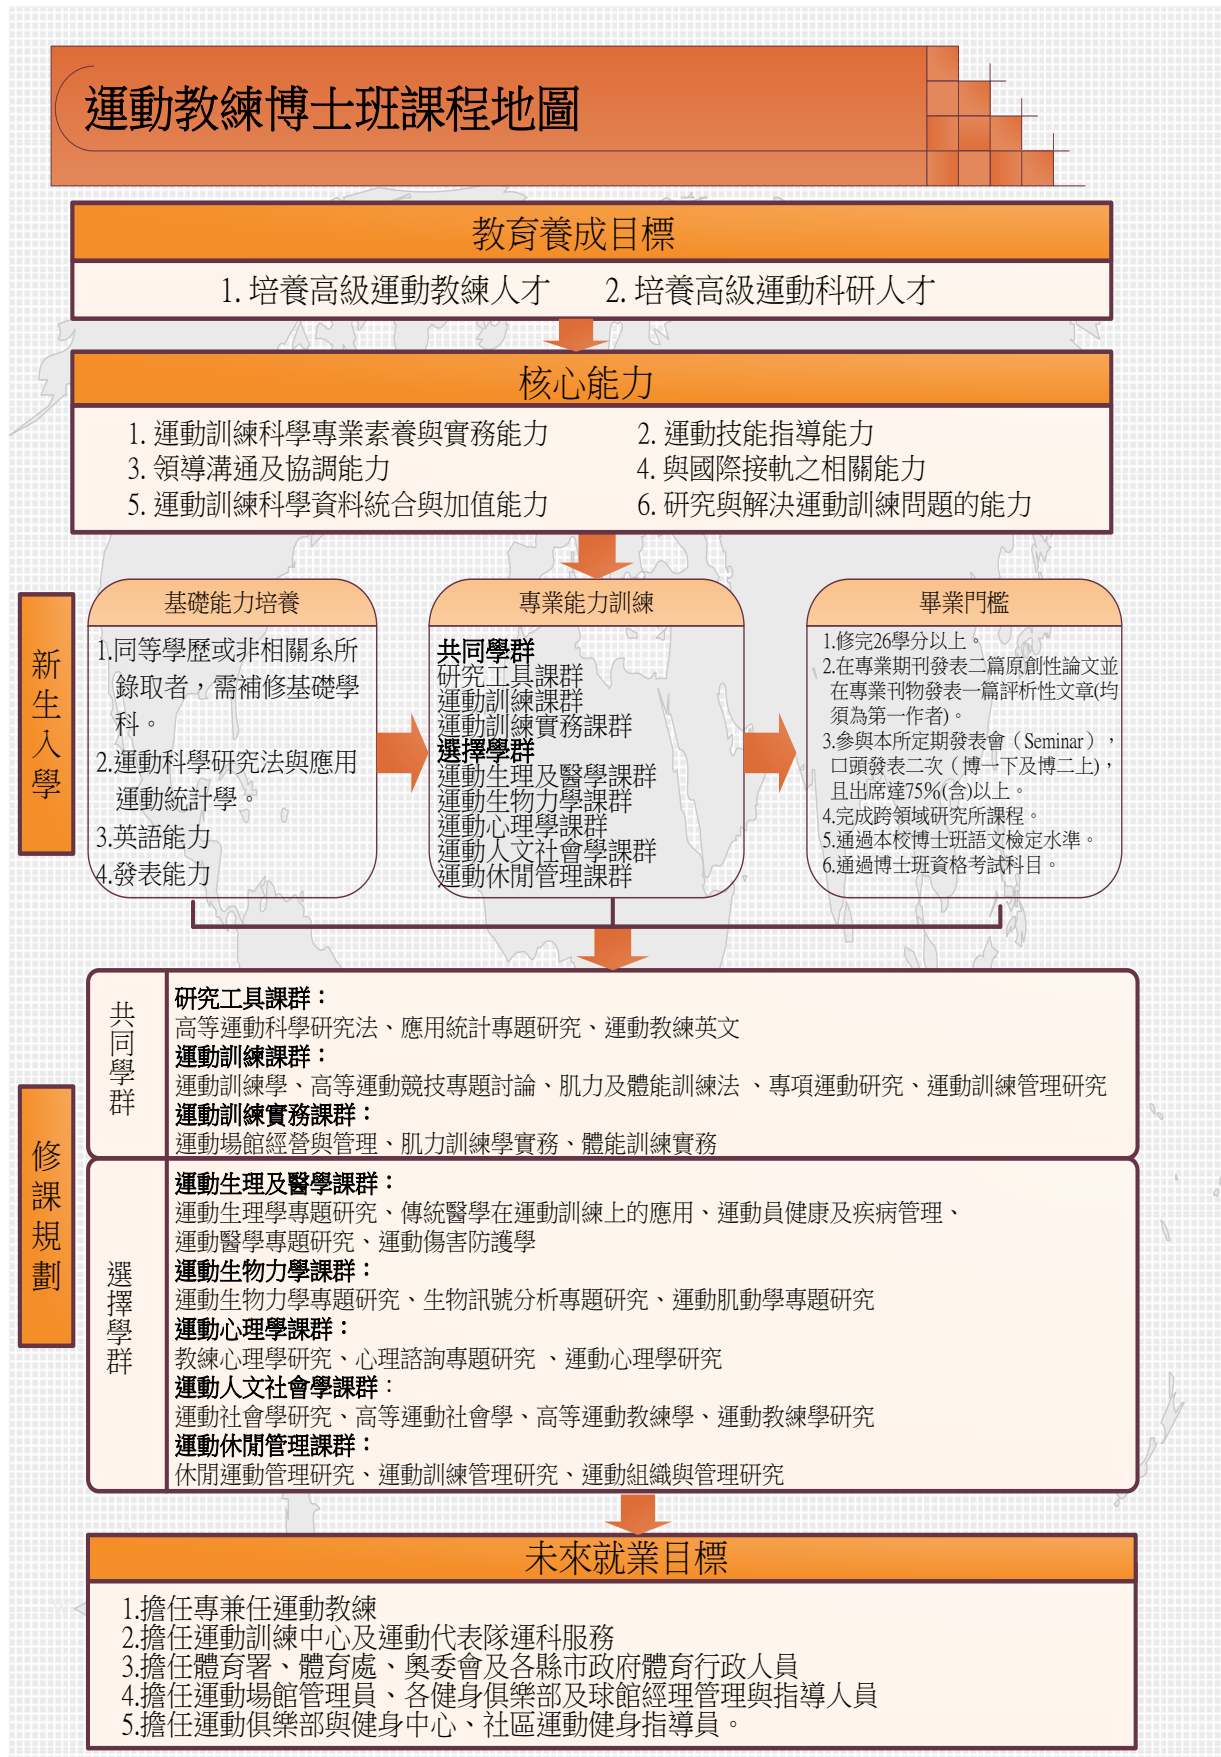 運動教練博士班課程地圖
教育養成目標
1. 培養高級運動教練人才 2. 培養高級運動科研人才
核心能力
1. 運動訓練科學專業素養與實務能力 2. 運動技能指導能力
3. 領導溝通及協調能力 4. 與國際接軌之相關能力
5. 運動訓練科學資料統合與加值能力 6. 研究與解決運動訓練問題的能力
新生入學
基礎能力培養
1.同等學歷或非相關系所
錄取者，需補修基礎學
科。
2.運動科學研究法與應用
運動統計學。
3.英語能力
4.發表能力
專業能力訓練
共同學群
研究工具課群
運動訓練課群
運動訓練實務課群
選擇學群
運動生理及醫學課群
運動生物力學課群
運動心理學課群
運動人文社會學課群
運動休閒管理課群
畢業門檻
1.修完26學分以上。
2.在專業期刊發表二篇原創性論文並
在專業刊物發表一篇評析性文章(均
須為第一作者)。
3.參與本所定期發表會（Seminar），
口頭發表二次（博一下及博二上)，
且出席達75%(含)以上。
4.完成跨領域研究所課程。
5.通過本校博士班語文檢定水準。
6.通過博士班資格考試科目。
修課規劃
共同學群
研究工具課群：
高等運動科學研究法、應用統計專題研究、運動教練英文
運動訓練課群：
運動訓練學、高等運動競技專題討論、肌力及體能訓練法 、專項運動研究、運動訓練管理研究
運動訓練實務課群：
運動場館經營與管理、肌力訓練學實務、體能訓練實務
選擇學群
運動生理及醫學課群：
運動生理學專題研究、傳統醫學在運動訓練上的應用、運動員健康及疾病管理、
運動醫學專題研究、運動傷害防護學
運動生物力學課群：
運動生物力學專題研究、生物訊號分析專題研究、運動肌動學專題研究
運動心理學課群：
教練心理學研究、心理諮詢專題研究 、運動心理學研究
運動人文社會學課群：
運動社會學研究、高等運動社會學、高等運動教練學、運動教練學研究
運動休閒管理課群：
休閒運動管理研究、運動訓練管理研究、運動組織與管理研究
未來就業目標
1.擔任專兼任運動教練
2.擔任運動訓練中心及運動代表隊運科服務
3.擔任體育署、體育處、奧委會及各縣市政府體育行政人員
4.擔任運動場館管理員、各健身俱樂部及球館經理管理與指導人員
5.擔任運動俱樂部與健身中心、社區運動健身指導員。